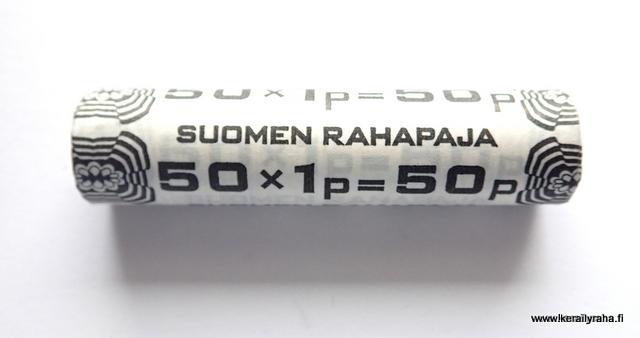 50×1p=50p
SUOMEN RAHAPAJA
50×1p=50p
www.kerailyraha.fi